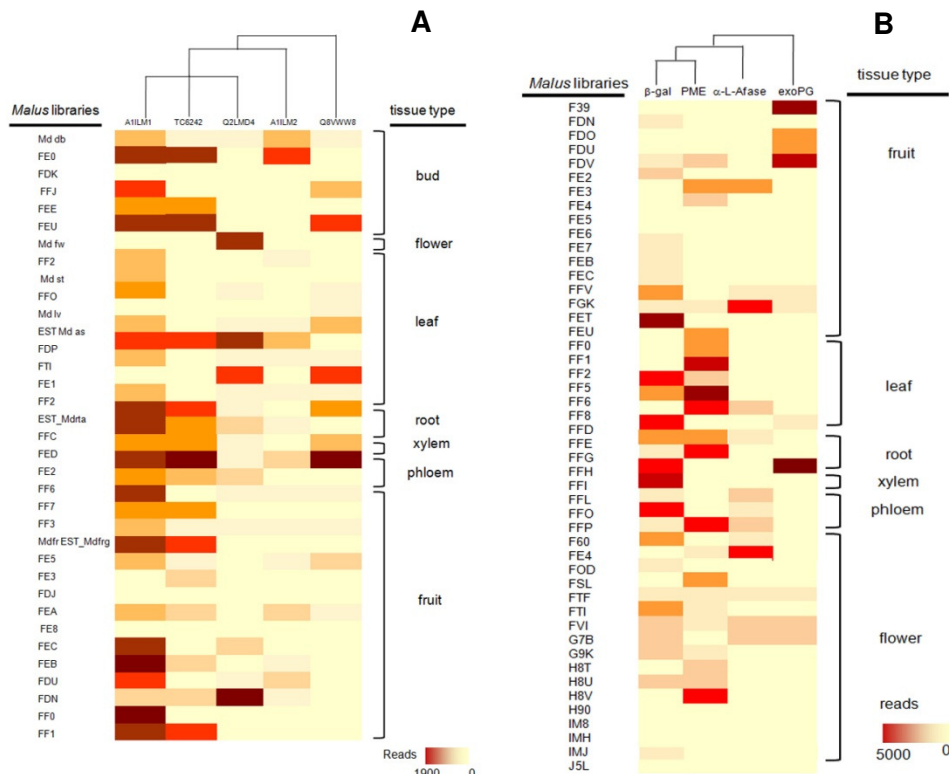 A
Malus libraries
A1ILM1 TC6242 Q2LMD4 A1ILM2 Q8VWW8
tissue type
Md db
FE0
FDK
FFJ
FEE
FEU
Md fw
FF2
Md st
FFO
Md lv
EST Md as
FDP
FTI
FE1
FF2
EST_Mdrta
FFC
FED
FE2
FF6
FF7
FF3
Mdfr EST_Mdfrg
FE5
FE3
FDJ
FEA
FE8
FEC
FEB
FDU
FDN
FF0
FF1
bud
flower
leaf
root
xylem
phloem
fruit
Reads
1900 0
B
Malus libraries
β-gal PME α-L-Afase exoPG
tissue type
F39
FDN
FDO
FDU
FDV
FE2
FE3
FE4
FE5
FE6
FE7
FEB
FEC
FFV
FGK
FET
FEU
FF0
FF1
FF2
FF5
FF6
FF8
FFD
FFE
FFG
FFH
FFI
FFL
FFO
FFP
F60
FE4
FOD
FSL
FTF
FTI
FVI
G7B
G9K
H8T
H8U
H8V
H90
IM8
IMH
IMJ
J5L
fruit
leaf
root
xylem
phloem
flower
reads
5000 0